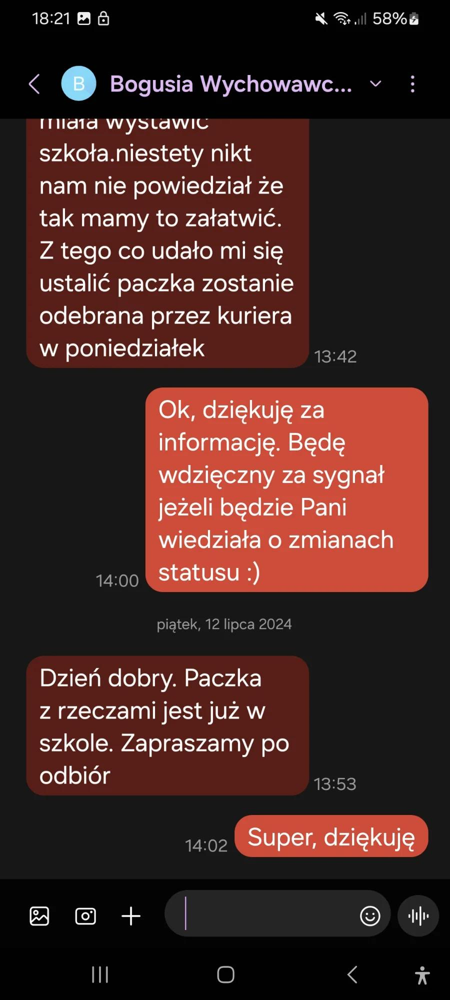 18:21
58%
B
Bogusia Wychowawc...
miała wystawić
szkoła.niestety nikt
nam nie powiedział że
tak mamy to załatwić.
Z tego co udało mi się
ustalić paczka zostanie
odebrana przez kuriera
w poniedziałek
13:42
Ok, dziękuję za
informację. Będę
wdzięczny za sygnał
jeżeli będzie Pani
wiedziała o zmianach
statusu :)
14:00
piątek, 12 lipca 2024
Dzień dobry. Paczka
z rzeczami jest już w
szkole. Zapraszamy po
odbiór
13:53
Super, dziękuję
14:02